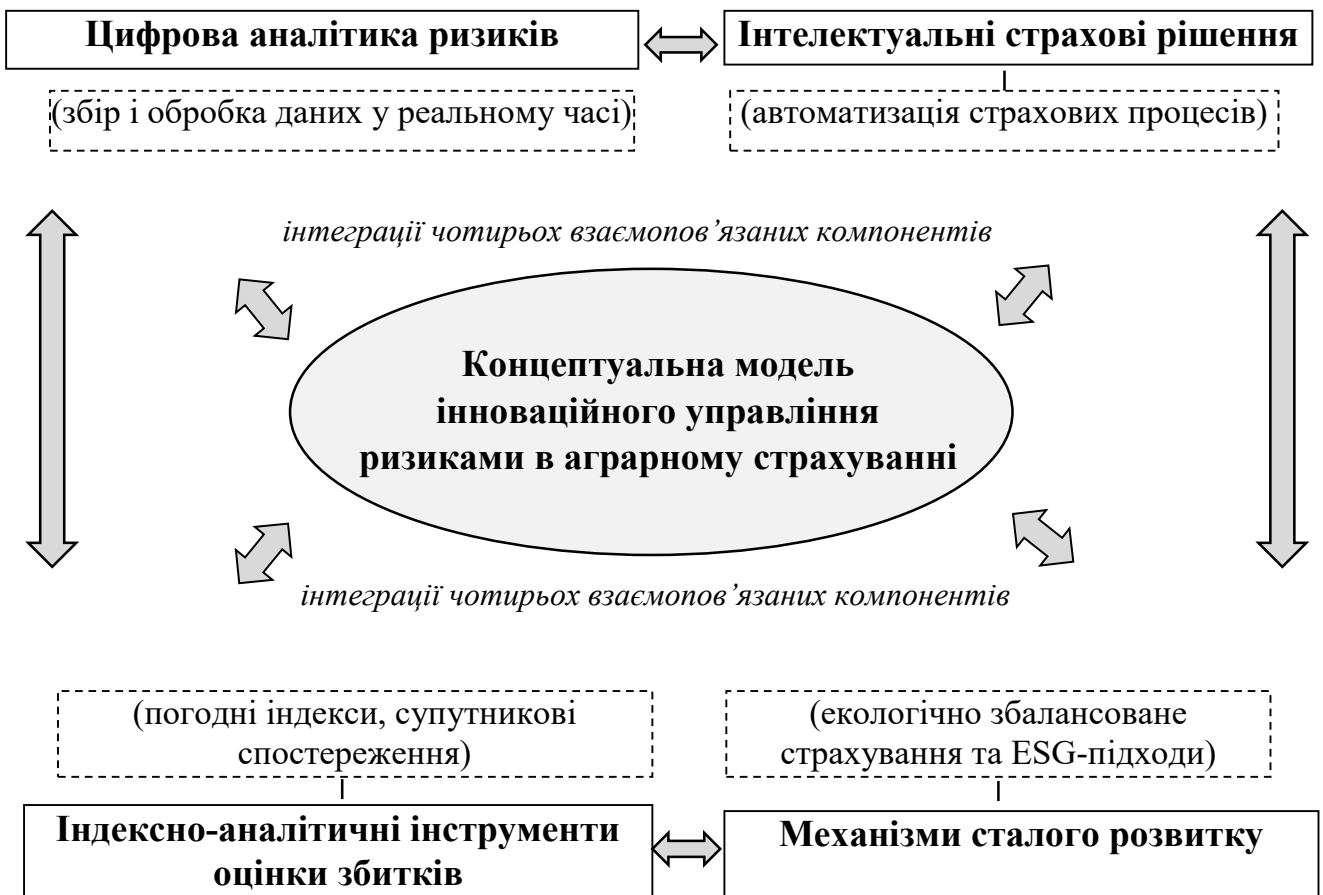 Цифрова аналітика ризиків
Інтелектуальні страхові рішення
(збір і обробка даних у реальному часі)
(автоматизація страхових процесів)
інтеграції чотирьох взаємопов’язаних компонентів
Концептуальна модель
інноваційного управління
ризиками в аграрному страхуванні
інтеграції чотирьох взаємопов’язаних компонентів
(погодні індекси, супутникові
спостереження)
(екологічно збалансоване
страхування та ESG-підходи)
Індексно-аналітичні інструменти
оцінки збитків
Механізми сталого розвитку